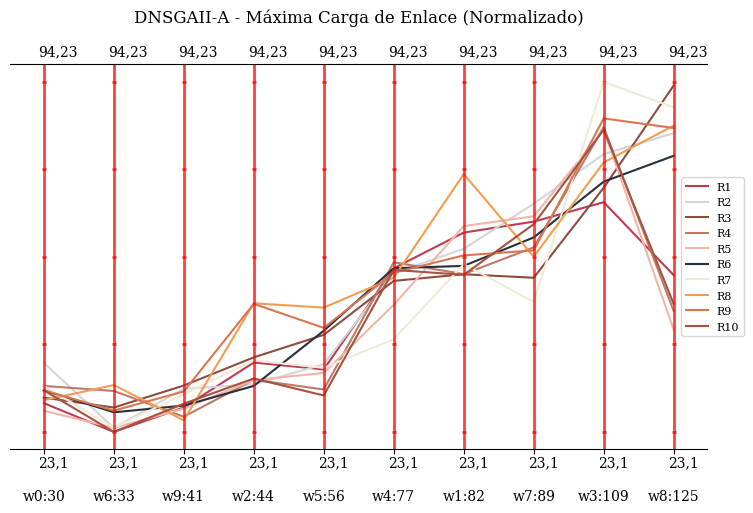 DNSGAII-A - Máxima Carga de Enlace (Normalizado)
94,23 94,23 94,23 94,23 94,23 94,23 94,23 94,23 94,23 94,23
R1
R2
R3
R4
R5
R6
R7
R8
R9
R10
23,1 23,1 23,1 23,1 23,1 23,1 23,1 23,1 23,1 23,1
w0:30 w6:33 w9:41 w2:44 w5:56 w4:77 w1:82 w7:89 w3:109 w8:125